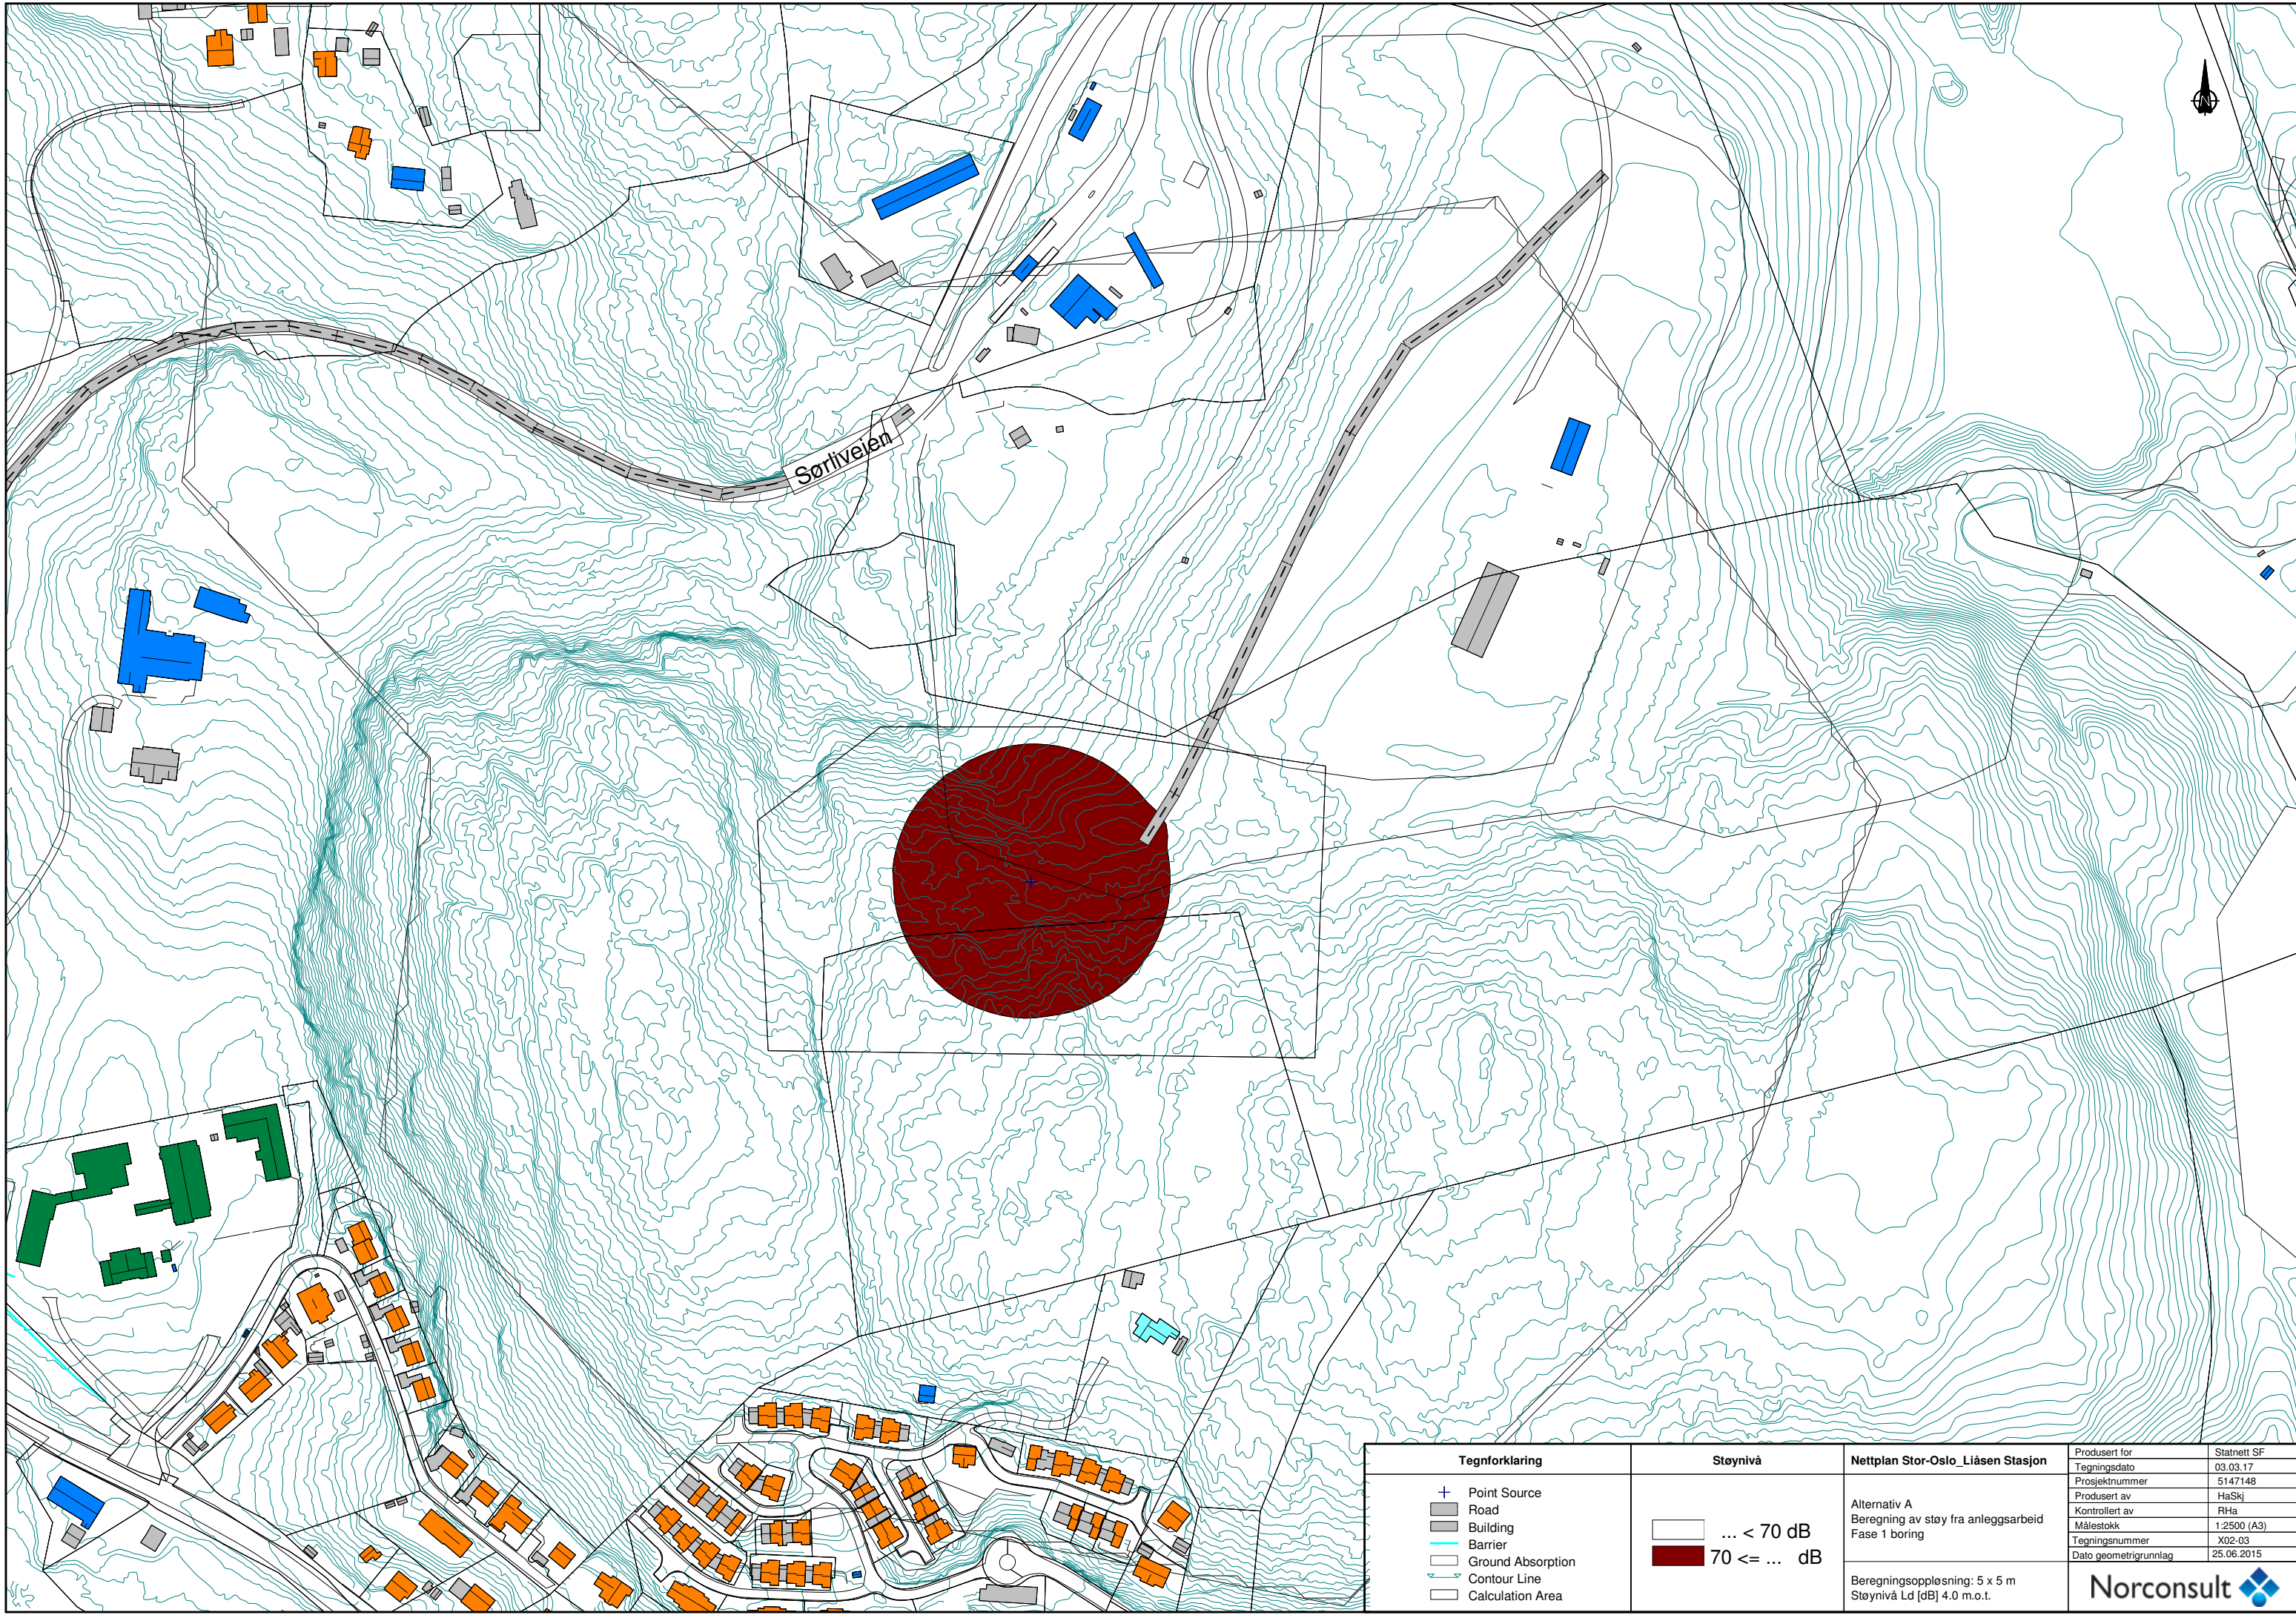 N
Sørliveien
Tegnforklaring
Point Source
Road
Building
Barrier
Ground Absorption
Contour Line
Calculation Area
Støynivå
... < 70 dB
70 <= ... dB
Nettplan Stor-Oslo_Liåsen Stasjon
Alternativ A
Beregning av støy fra anleggsarbeid
Fase 1 boring
Beregningsoppløsning: 5 x 5 m
Støynivå Ld [dB] 4.0 m.o.t.
Produsert for Statnett SF
Tegningsdato 03.03.17
Prosjektnummer 5147148
Produsert av HaSkj
Kontrollert av RHa
Målestokk 1:2500 (A3)
Tegningsnummer X02-03
Dato geometrigrunnlag 25.06.2015
Norconsult